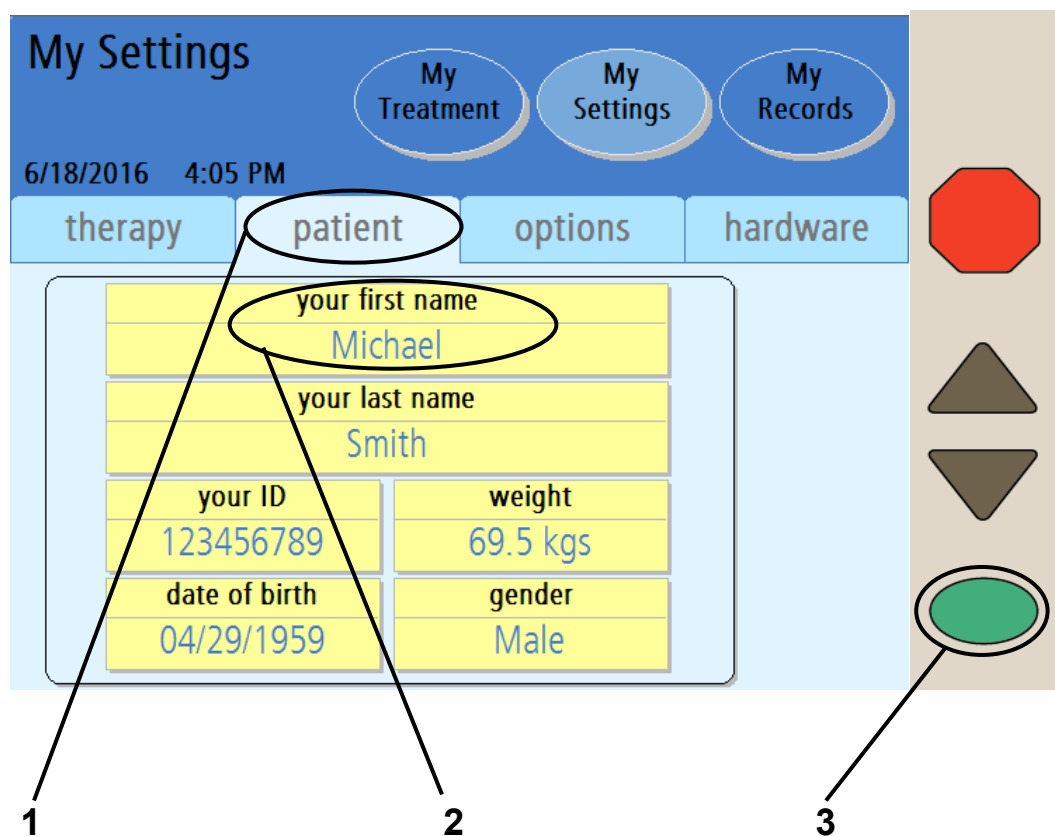 My Settings
My
Treatment
My
Settings
My
Records
6/18/2016 4:05 PM
therapy patient options hardware
your first name
Michael
your last name
Smith
your ID weight
123456789 69.5 kgs
date of birth gender
04/29/1959 Male
1 2 3